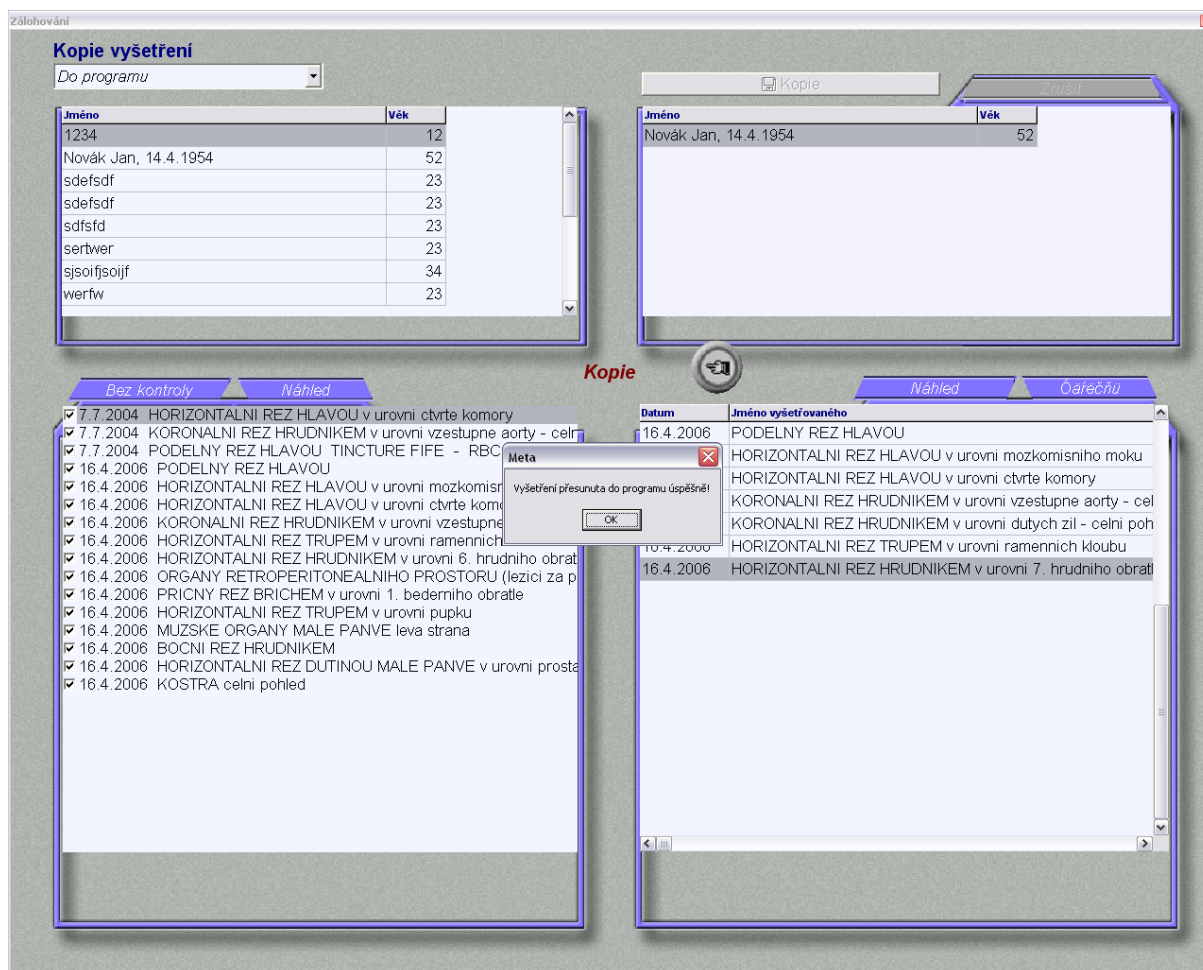 Zálohování
Kopie vyšetření
Do programu
Kopie
Zrušit
Jméno Věk
1234 12
Novák Jan, 14.4.1954 52
sdefsdf 23
sdefsdf 23
sdfsfd 23
sertwer 23
sjsoifjsoijf 34
werfw 23
Jméno Věk
Novák Jan, 14.4.1954 52
Kopie
Bez kontroly Náhled
7.7.2004 HORIZONTALNI REZ HLAVOU v urovni ctvrte komory
7.7.2004 KORONALNI REZ HRUDNIKEM v urovni vzestupne aorty - celn
7.7.2004 PODELNY REZ HLAVOU TINCTURE FIFE - RBC
16.4.2006 PODELNY REZ HLAVOU
16.4.2006 HORIZONTALNI REZ HLAVOU v urovni mozkomisn
16.4.2006 HORIZONTALNI REZ HLAVOU v urovni ctvrte komo
16.4.2006 KORONALNI REZ HRUDNIKEM v urovni vzestupne
16.4.2006 HORIZONTALNI REZ TRUPEM v urovni ramennich
16.4.2006 HORIZONTALNI REZ HRUDNIKEM v urovni 6. hrudniho obrat
16.4.2006 ORGANY RETROPERITONEALNIHO PROSTORU (lezici za p
16.4.2006 PRICNY REZ BRICHEM v urovni 1. bederniho obratle
16.4.2006 HORIZONTALNI REZ TRUPEM v urovni pupku
16.4.2006 MUZSKE ORGANY MALE PANVE leva strana
16.4.2006 BOCNI REZ HRUDNIKEM
16.4.2006 HORIZONTALNI REZ DUTINOU MALE PANVE v urovni prosta
16.4.2006 KOSTRA celni pohled
Meta
Vyšetření přesunuta do programu úspěšně!
OK
Náhled Óäŕëčňü
Datum Jméno vyšetřovaného
16.4.2006 PODELNY REZ HLAVOU
HORIZONTALNI REZ HLAVOU v urovni mozkomisniho moku
HORIZONTALNI REZ HLAVOU v urovni ctvrte komory
KORONALNI REZ HRUDNIKEM v urovni vzestupne aorty - cel
KORONALNI REZ HRUDNIKEM v urovni dutych zil - celni poh
16.4.2006 HORIZONTALNI REZ TRUPEM v urovni ramennich kloubu
16.4.2006 HORIZONTALNI REZ HRUDNIKEM v urovni 7. hrudniho obratl